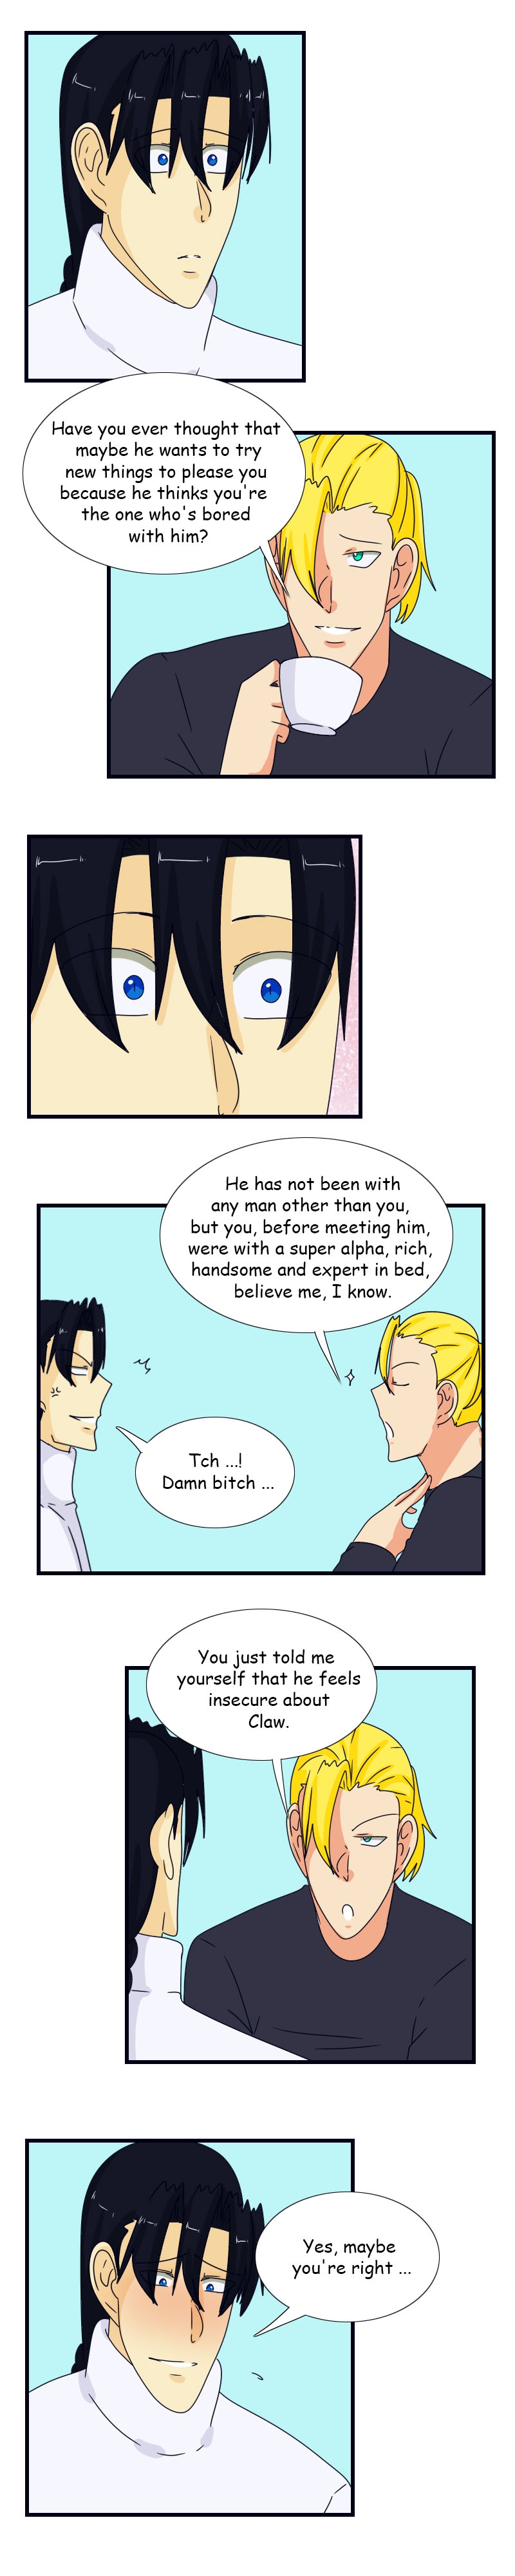 Have you ever thought that
maybe he wants to try
new things to please you
because he thinks you're
the one who's bored
with him?
He has not been with
any man other than you,
but you, before meeting him,
were with a super alpha, rich,
handsome and expert in bed,
believe me, I know.
Tch ...!
Damn bitch ...
You just told me
yourself that he feels
insecure about
Claw.
Yes, maybe
you're right ...